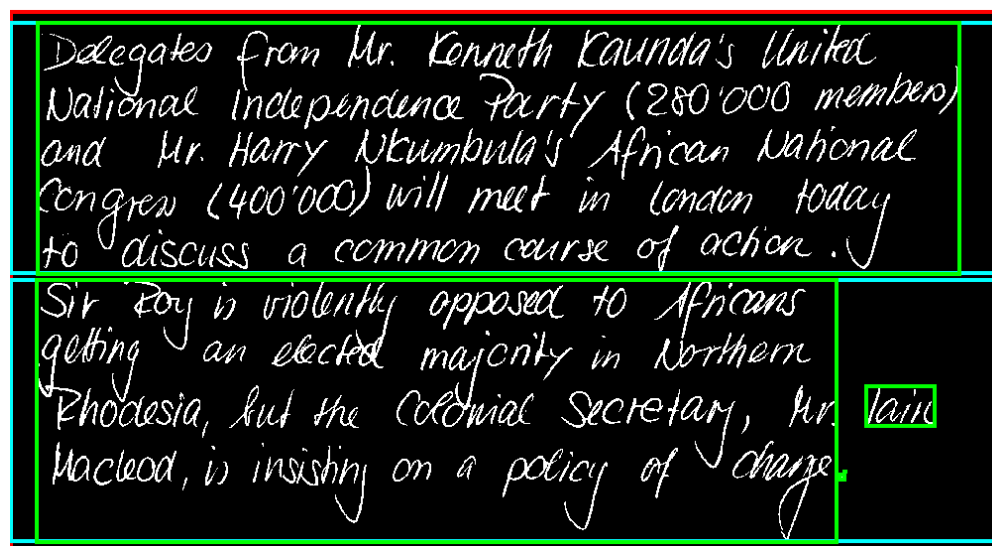 Delegates from Mr. Kenneth Kaunda's United
National Independence Party (280'000 members)
and Mr. Harry Nkumbula's African National
Congress (400'000) will meet in London today
to discuss a common course of action.
Sir Roy is violently opposed to Africans
getting an elected majority in Northern
Rhodesia, but the Colonial Secretary, Mr. Iain
Macleod, is insisting on a policy of change.